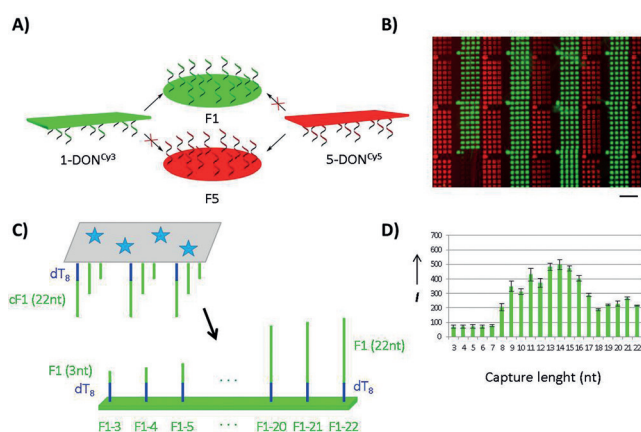 A)
F1
1-DON^Cy3
5-DON^Cy5
F5
B)
C)
dT8
cF1 (22nt)
F1 (3nt)
dT8
F1 (22nt)
dT8
...
F1-3 F1-4 F1-5 ... F1-20 F1-21 F1-22
D)
I
700
600
500
400
300
200
100
0
3 4 5 6 7 8 9 10 11 12 13 14 15 16 17 18 19 20 21 22
Capture lenght (nt)